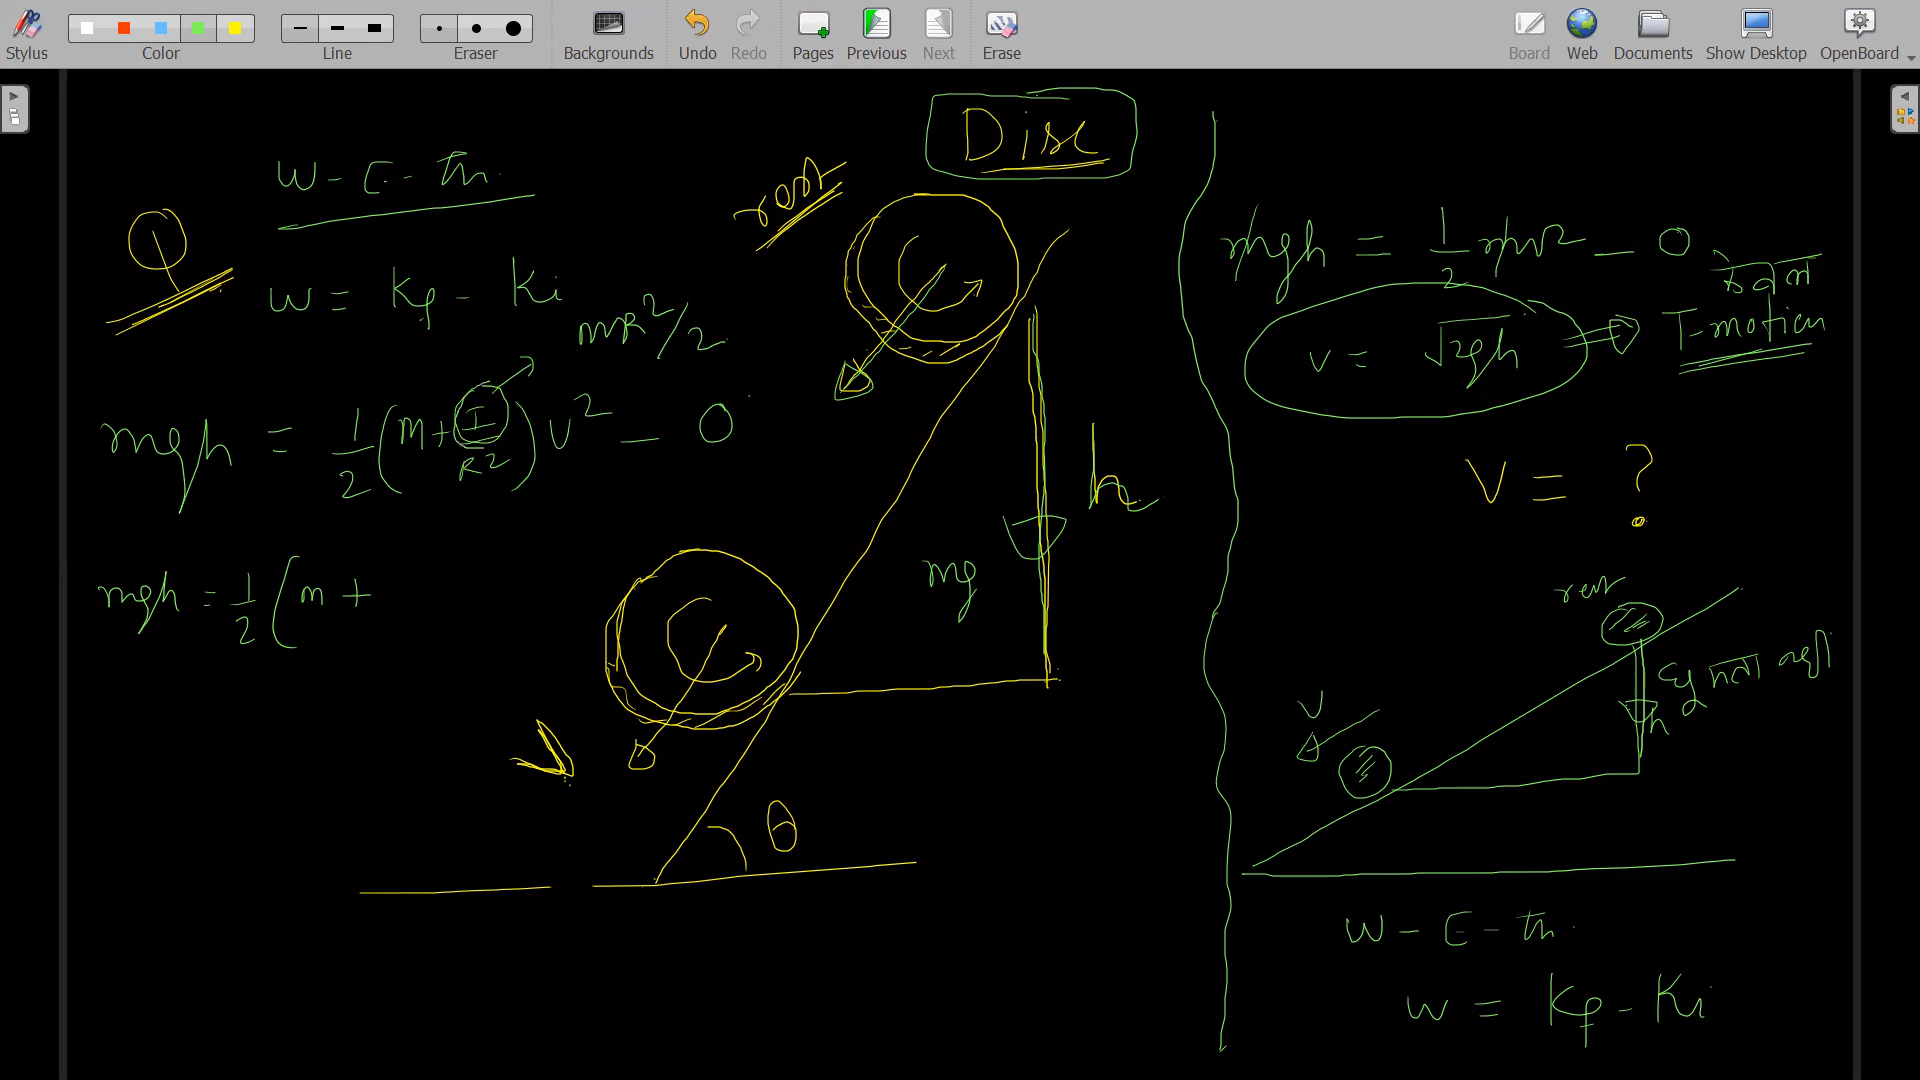 Stylus
Color
Line
Eraser
Backgrounds
Undo
Redo
Pages
Previous
Next
Erase
Board
Web
Documents
Show Desktop
OpenBoard
Disc
W - E - Th.
rest
W = Kf - Ki
mR²/2
mgh = 1/2 (m + I/R²) v² - 0
mgh = 1/2 (m +
h
mg
θ
mgh = 1/2 mv² - 0
v = √2gh
T-motion
V = ?
rest
h
V
W - E - Th.
W = Kf - Ki